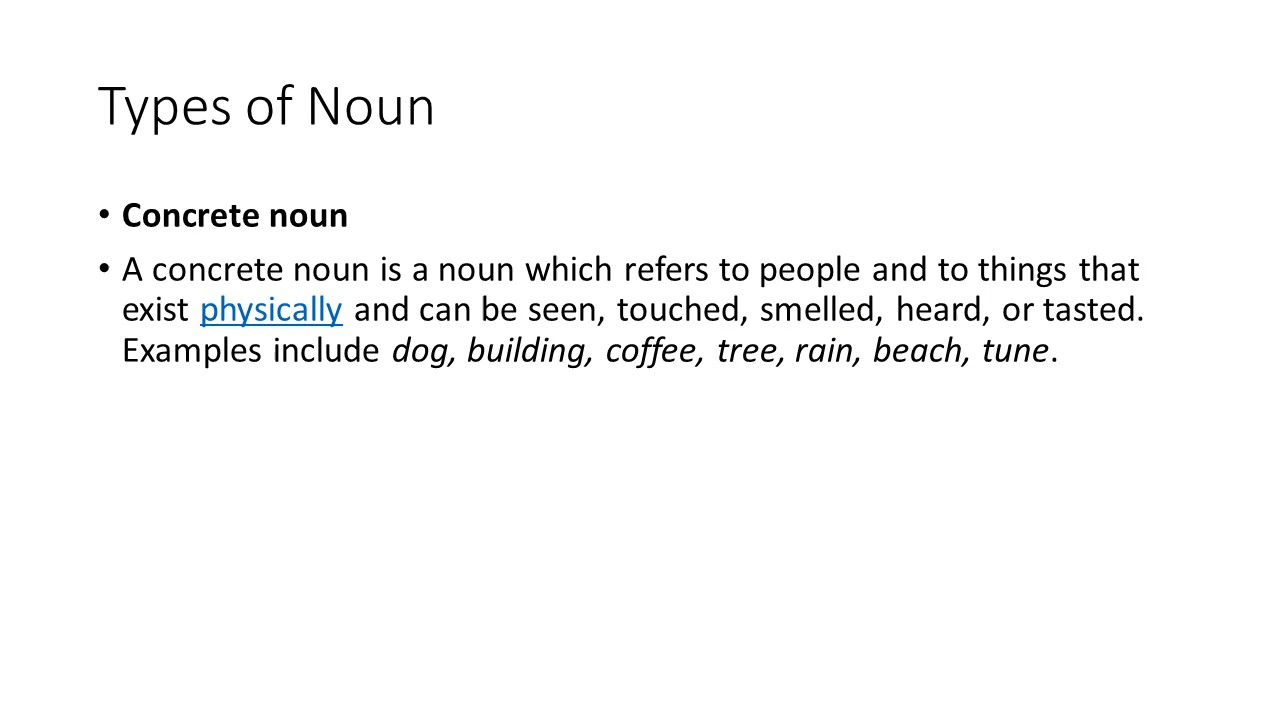 Types of Noun
• Concrete noun
• A concrete noun is a noun which refers to people and to things that
exist physically and can be seen, touched, smelled, heard, or tasted.
Examples include dog, building, coffee, tree, rain, beach, tune.